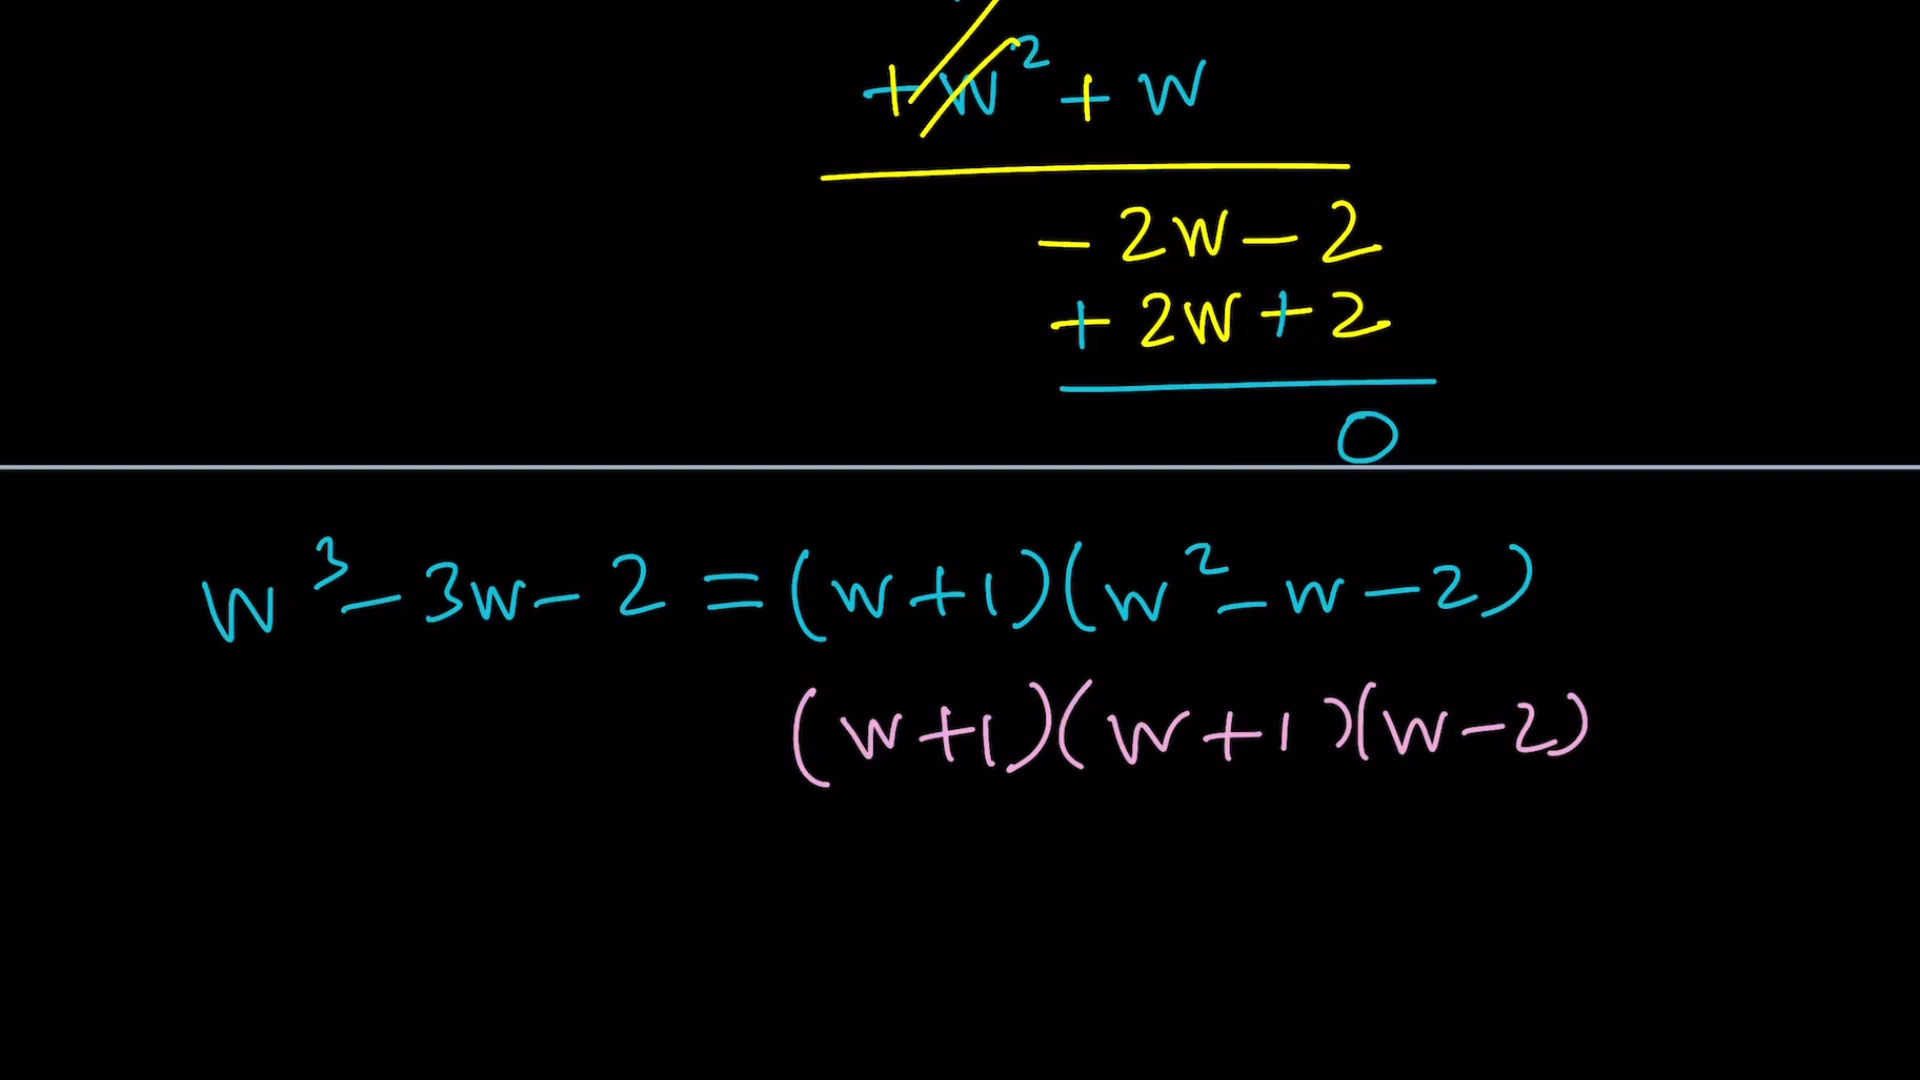 +w² + w
- 2w - 2
+ 2w + 2
0
w³ - 3w - 2 = (w+1)(w² - w - 2)
(w+1)(w+1)(w-2)